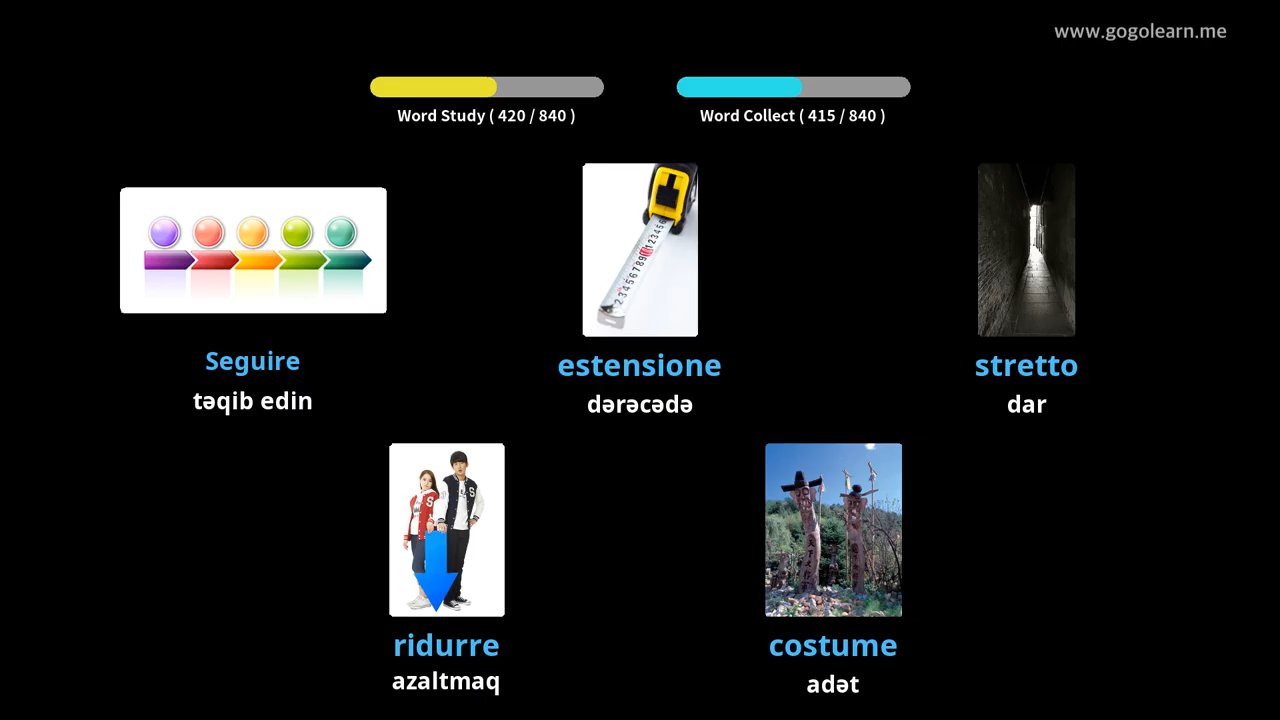 www.gogolearn.me
Word Study ( 420 / 840 )
Word Collect ( 415 / 840 )
Seguire
təqib edin
estensione
dərəcədə
stretto
dar
ridurre
azaltmaq
costume
adət